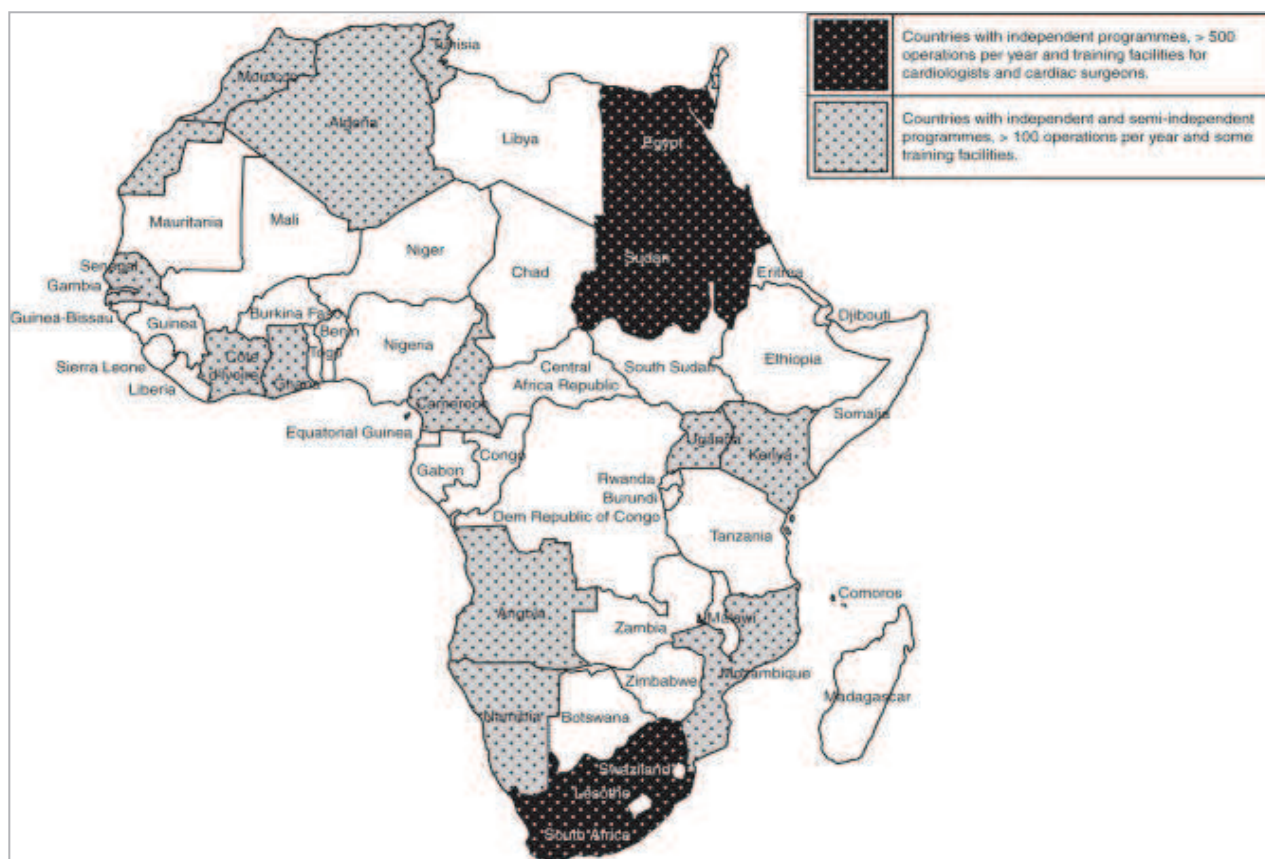 Countries with independent programmes, > 500
operations per year and training facilities for
cardiologists and cardiac surgeons.
Countries with independent and semi-independent
programmes, > 100 operations per year and some
training facilities.
Tunisia
Morocco
Algeria
Libya
Egypt
Mauritania
Mali
Niger
Chad
Sudan
Eritrea
Senegal
Gambia
Guinea-Bissau
Guinea
Burkina Faso
Benin
Togo
Nigeria
Djibouti
Ethiopia
Sierra Leone
Liberia
Côte
d'Ivoire
Ghana
Cameroon
Central
Africa Republic
South Sudan
Somalia
Equatorial Guinea
Gabon
Congo
Uganda
Kenya
Rwanda
Burundi
Dem Republic of Congo
Tanzania
Comoros
Angola
Zambia
Malawi
Mozambique
Zimbabwe
Madagascar
Namibia
Botswana
Swaziland
Lesotho
South Africa